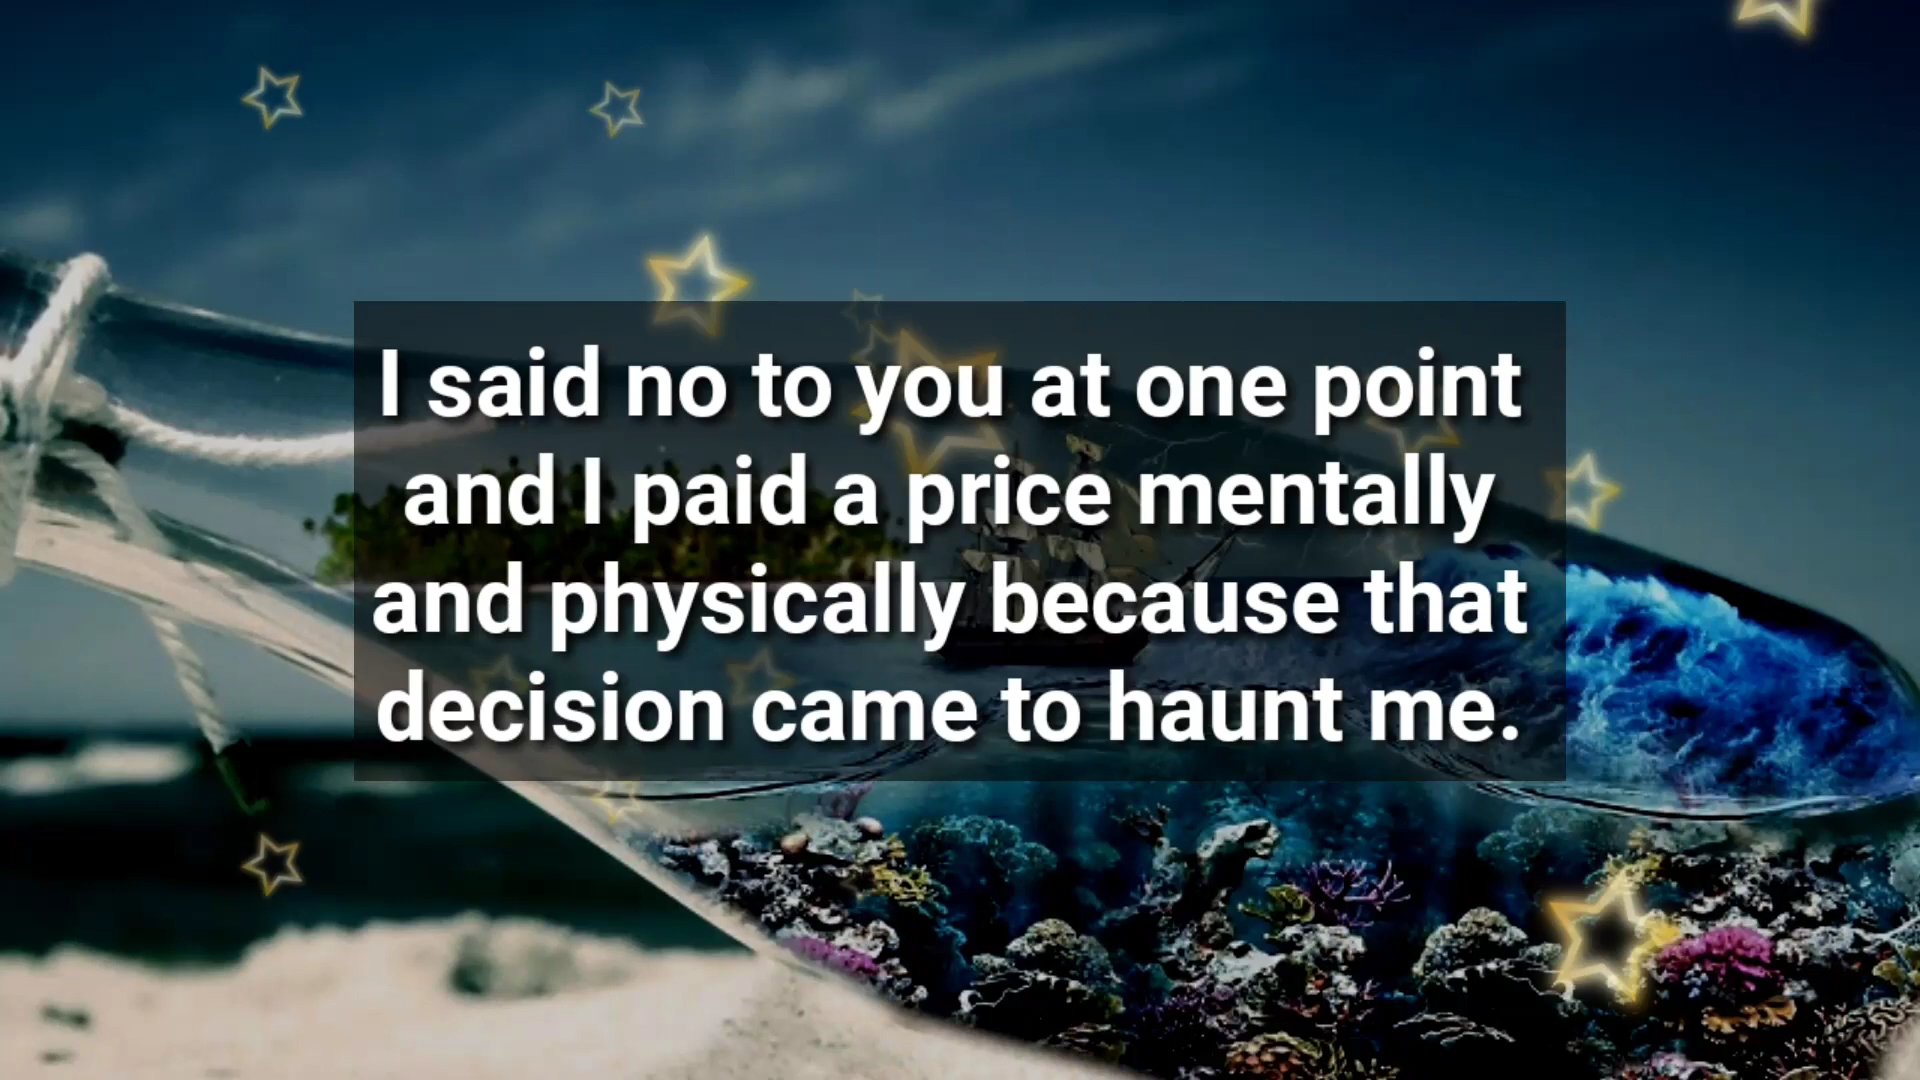 I said no to you at one point
and I paid a price mentally
and physically because that
decision came to haunt me.